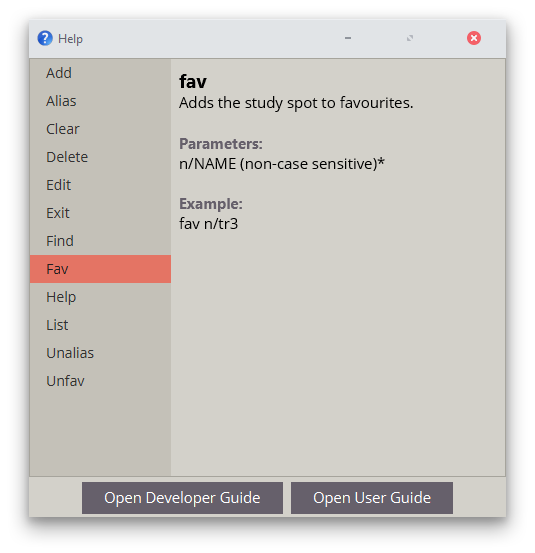 Help
Add
Alias
Clear
Delete
Edit
Exit
Find
Fav
Help
List
Unalias
Unfav
fav
Adds the study spot to favourites.
Parameters:
n/NAME (non-case sensitive)*
Example:
fav n/tr3
Open Developer Guide
Open User Guide